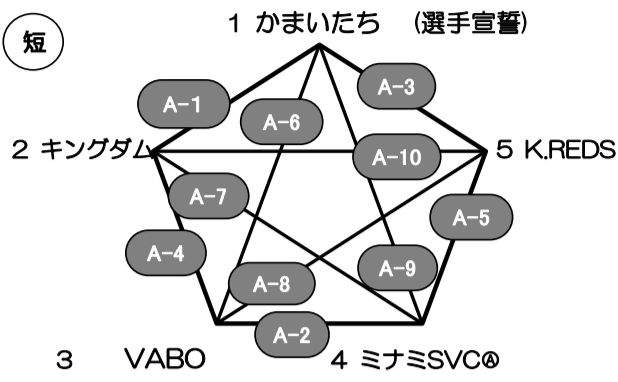 1 かまいたち (選手宣誓)
短
A-3
A-1
A-6
2 キングダム
A-10
5 K.REDS
A-7
A-5
A-4
A-9
A-8
A-2
3 VABO
4 ミナミSVCⒶ